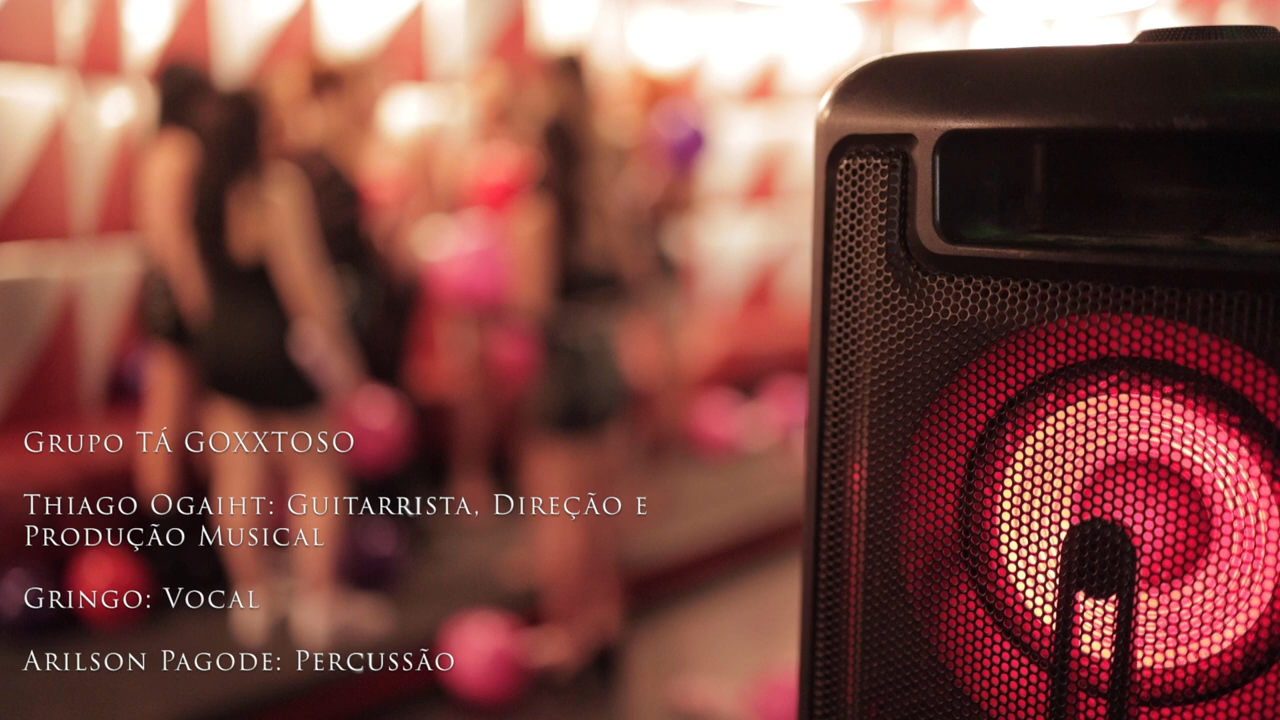 Grupo TÁ GOXXTOSO
Thiago Ogaiht: Guitarrista, Direção e
Produção Musical
Gringo: Vocal
Arilson Pagode: Percussão